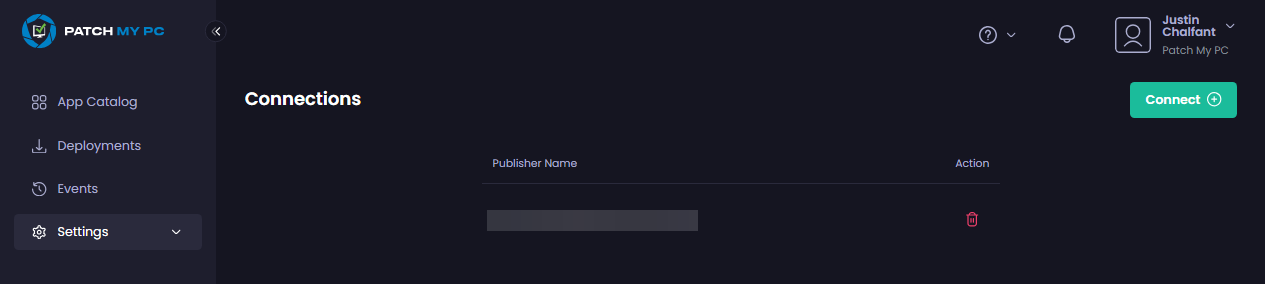 PATCH MY PC
Justin
Chalfant
Patch My PC
App Catalog
Deployments
Events
Settings
Connections
Connect
Publisher Name
Action